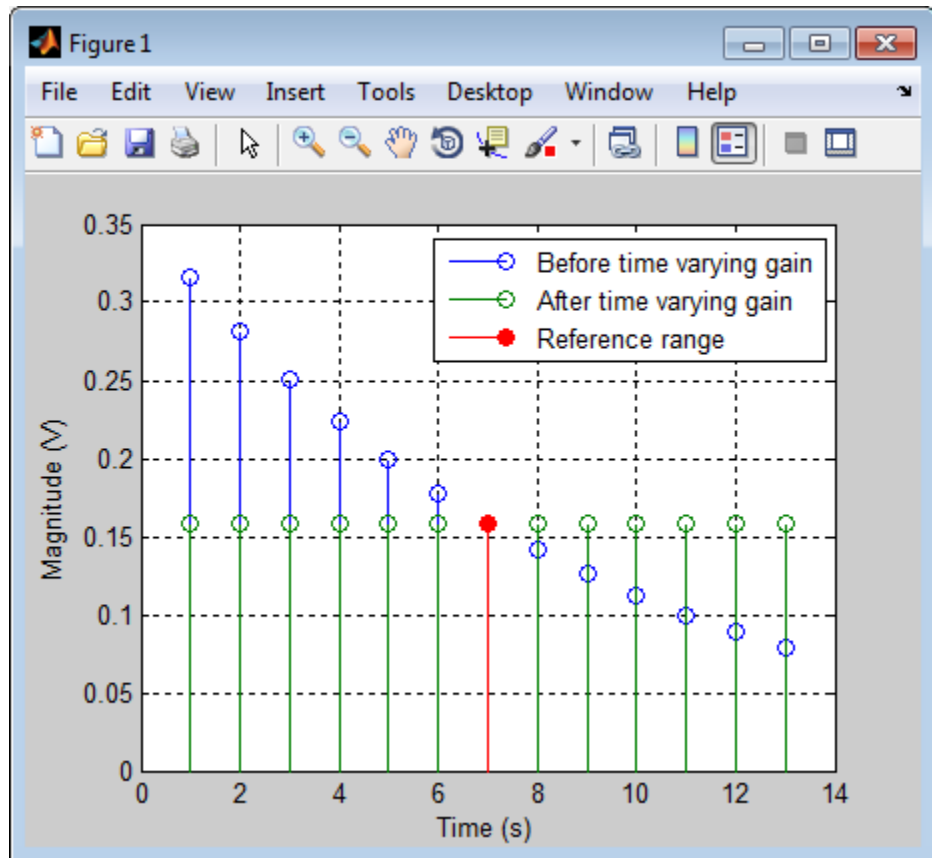 Figure 1
File Edit View Insert Tools Desktop Window Help
0.35
0.3
0.25
0.2
0.15
0.1
0.05
0
Magnitude (V)
Before time varying gain
After time varying gain
Reference range
0 2 4 6 8 10 12 14
Time (s)